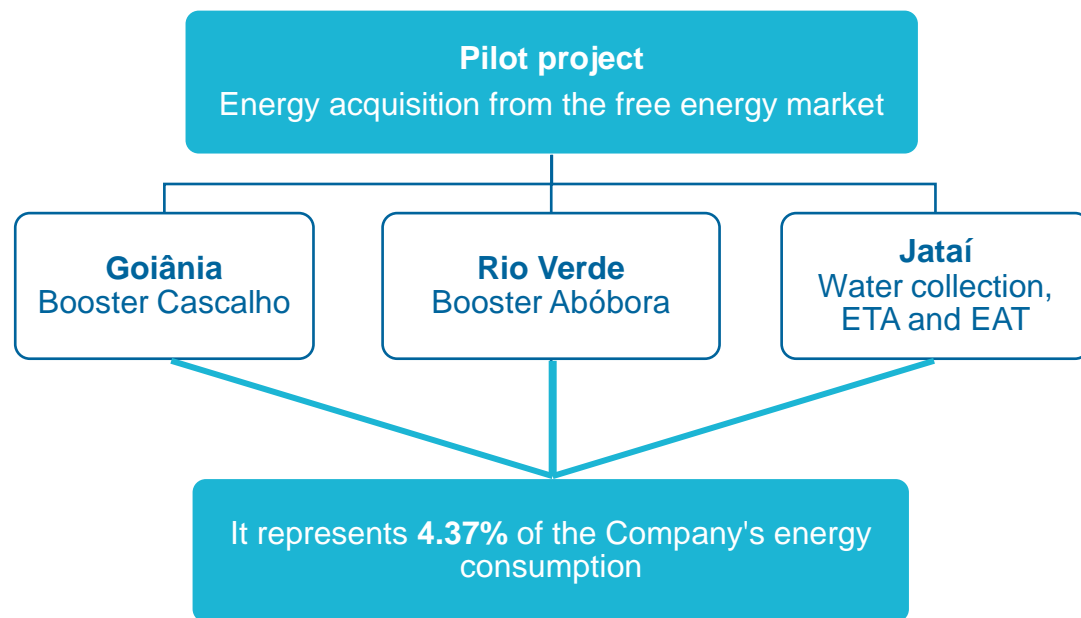 Pilot project
Energy acquisition from the free energy market
Goiânia
Booster Cascalho
Rio Verde
Booster Abóbora
Jataí
Water collection,
ETA and EAT
It represents 4.37% of the Company's energy
consumption